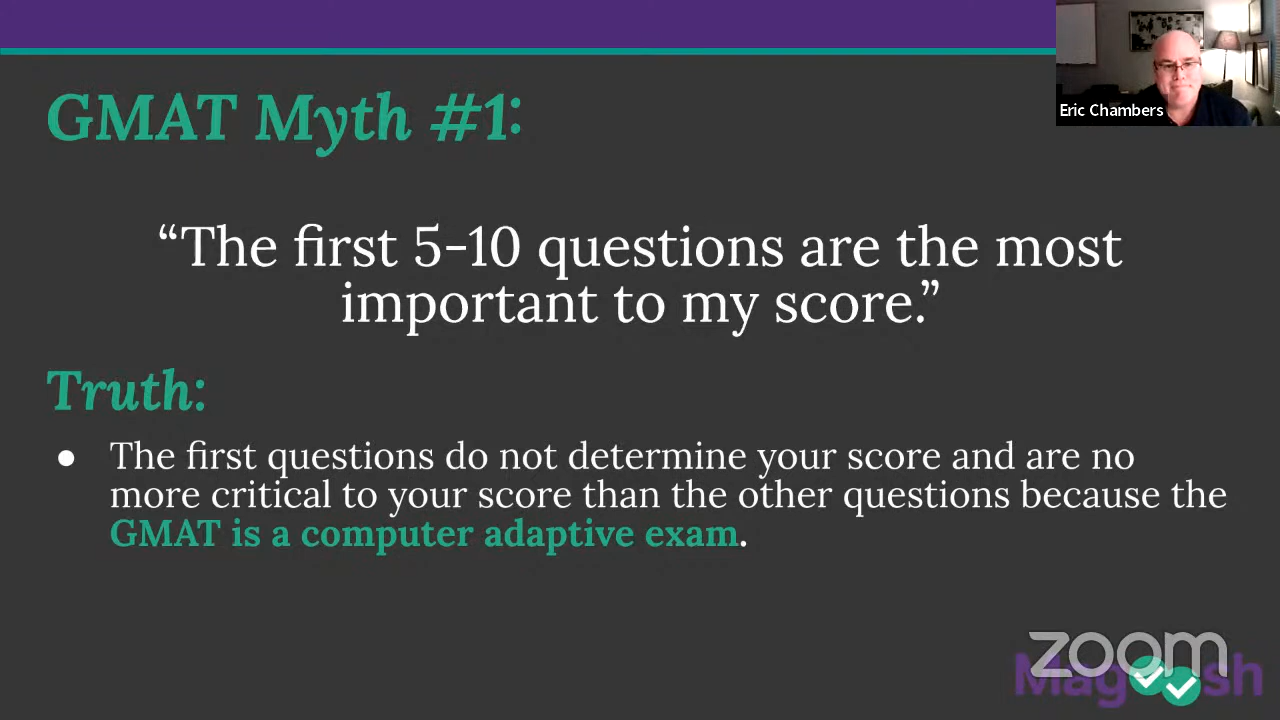 Eric Chambers
GMAT Myth #1:
“The first 5-10 questions are the most
important to my score.”
Truth:
● The first questions do not determine your score and are no
more critical to your score than the other questions because the
GMAT is a computer adaptive exam.
zoom
Magoosh